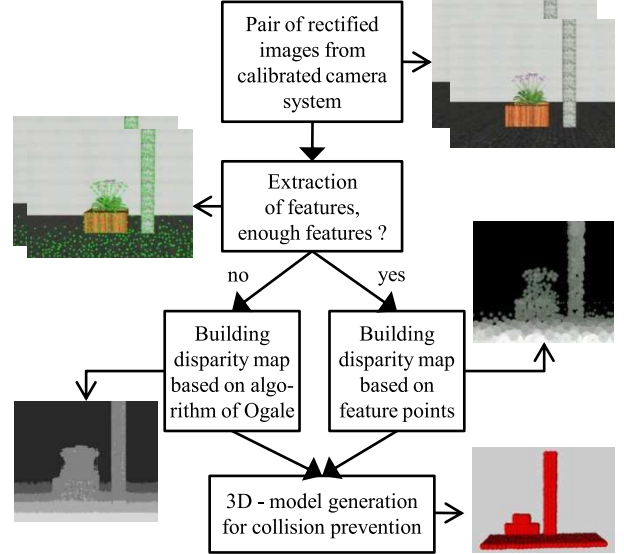 Pair of rectified
images from
calibrated camera
system
Extraction
of features,
enough features ?
no
yes
Building
disparity map
based on algo-
rithm of Ogale
Building
disparity map
based on
feature points
3D - model generation
for collision prevention